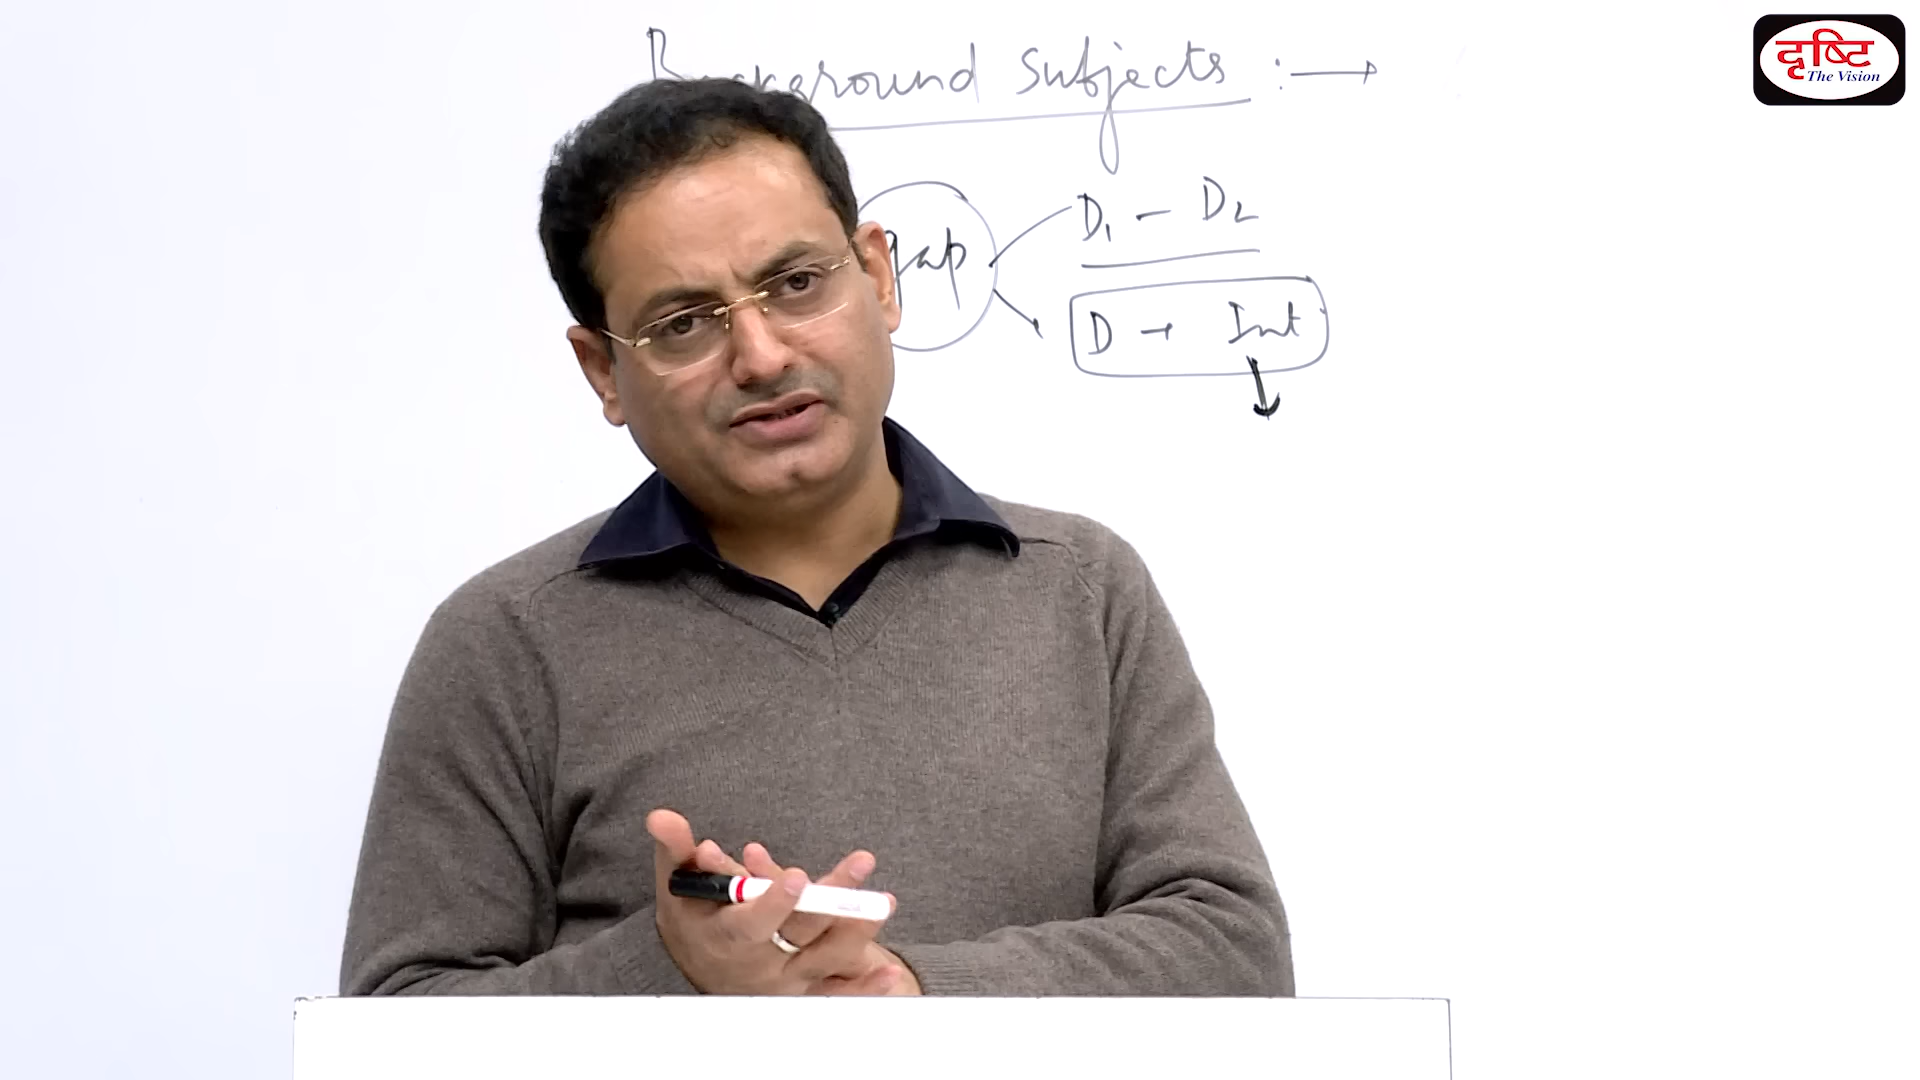 Background Subjects :→
दृष्टि
The Vision
gap
D₁ – D₂
D → Int